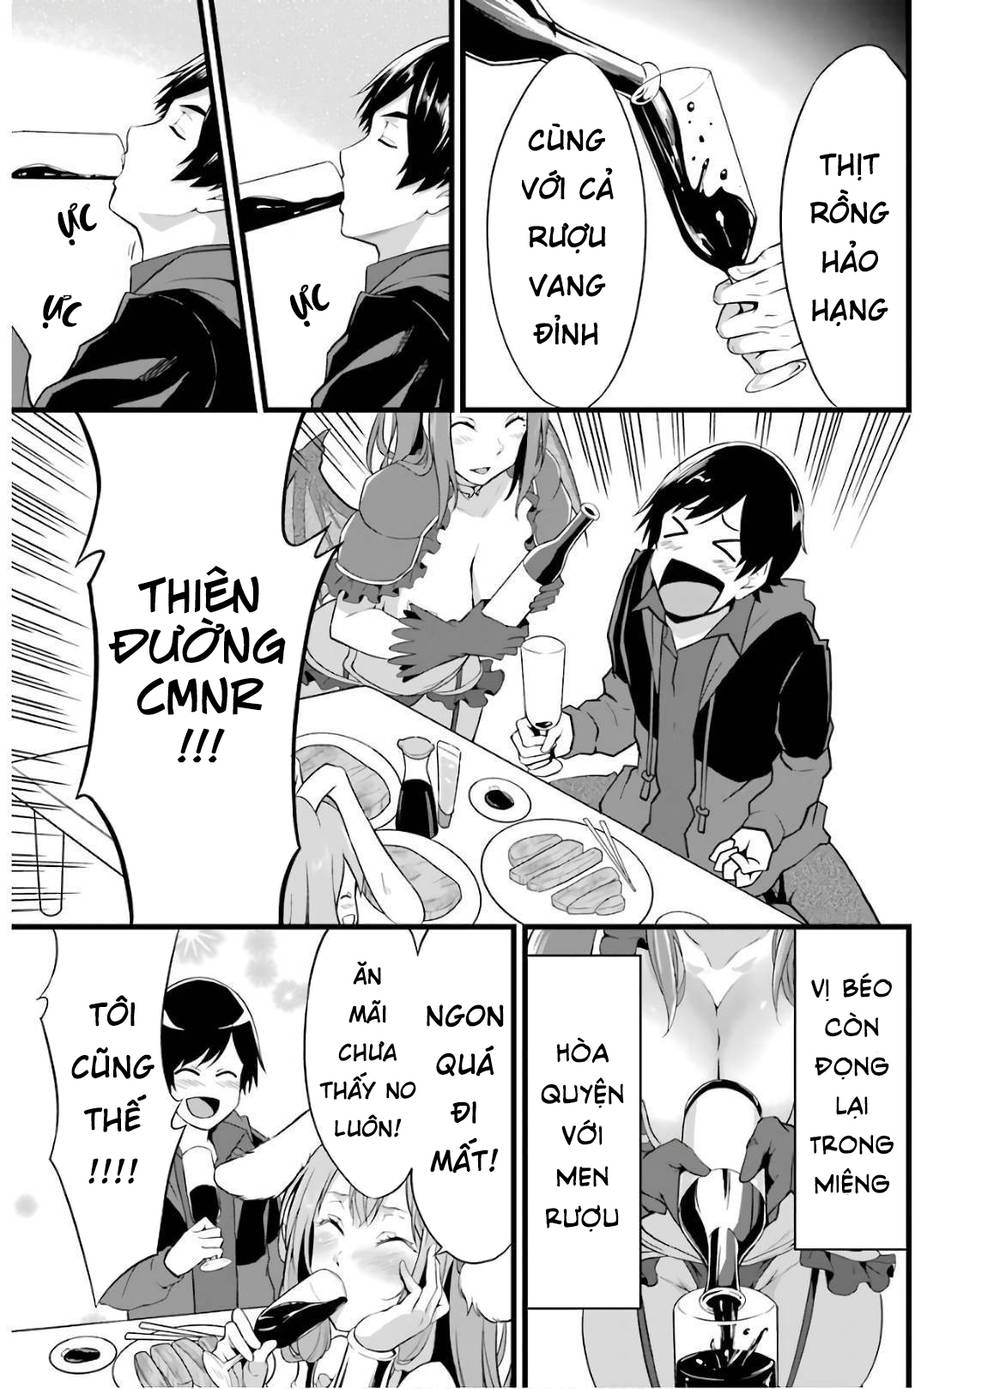 THỊT
RỒNG
HẢO
HẠNG
CÙNG
VỚI CẢ
RƯỢU
VANG
ĐỈNH
ỰC
ỰC
ỰC
THIÊN
ĐƯỜNG
CMNR
!!!
VỊ BÉO
CÒN
ĐỌNG
LẠI
TRONG
MIÊNG
HÒA
QUYỆN
VỚI
MEN
RƯỢU
NGON
QUÁ
ĐI
MẤT!
ĂN
MÃI
CHƯA
THẤY NO
LUÔN!
TÔI
CŨNG
THẾ
!!!!